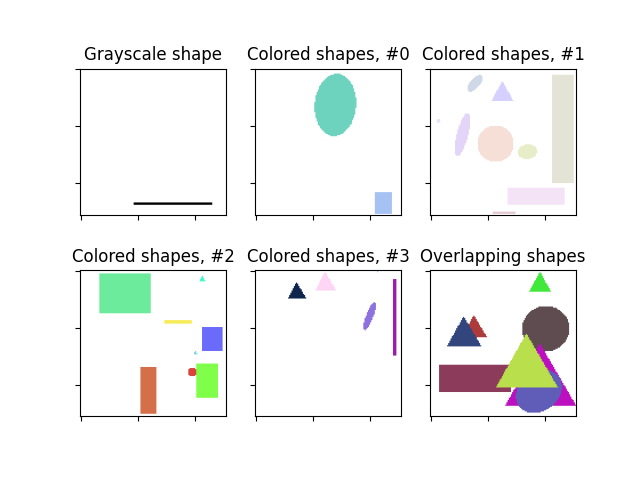 Grayscale shape
Colored shapes, #0
Colored shapes, #1
Colored shapes, #2
Colored shapes, #3
Overlapping shapes